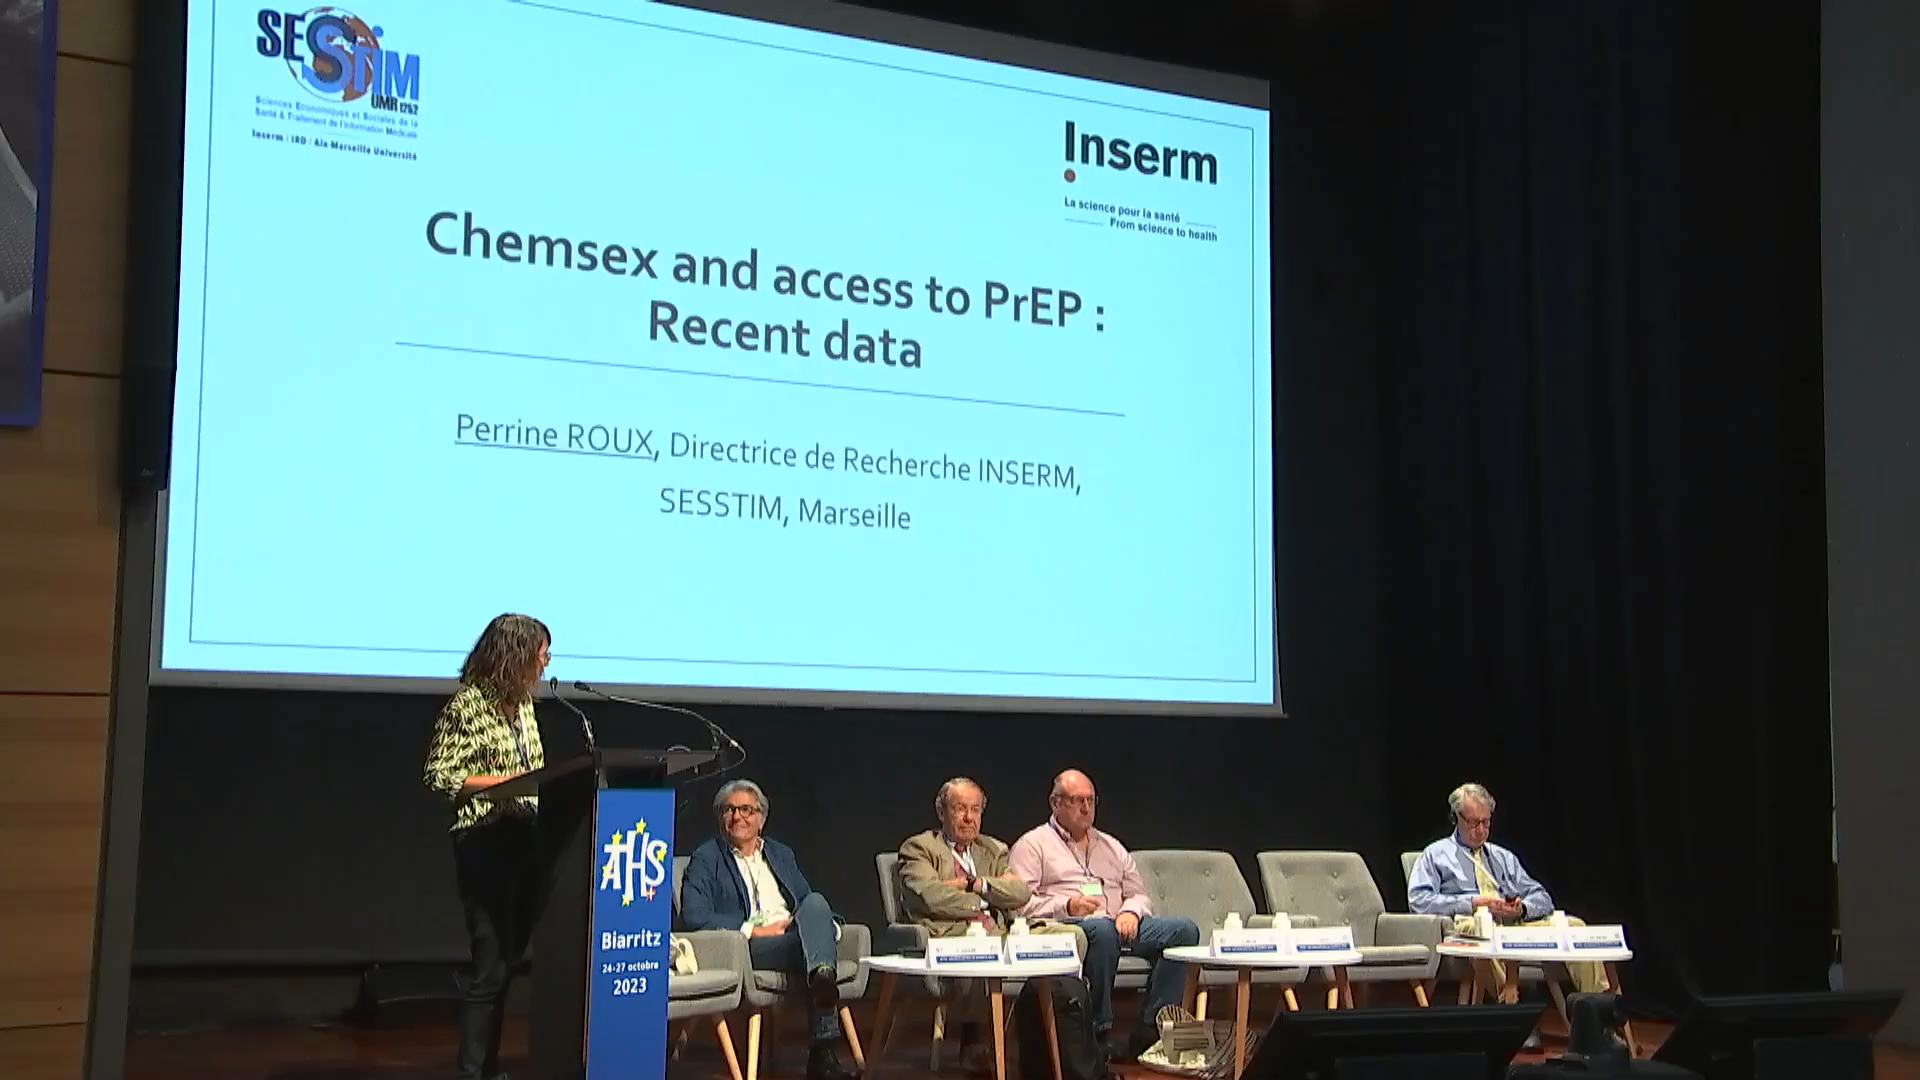 SESSTIM
UMR 1252
Sciences Economiques et Sociales de la
Santé & Traitement de l'Information Médicale
Inserm / IRD / Aix-Marseille Université
Inserm
La science pour la santé
From science to health
Chemsex and access to PrEP :
Recent data
Perrine ROUX, Directrice de Recherche INSERM,
SESSTIM, Marseille
AHS
Biarritz
24-27 octobre
2023